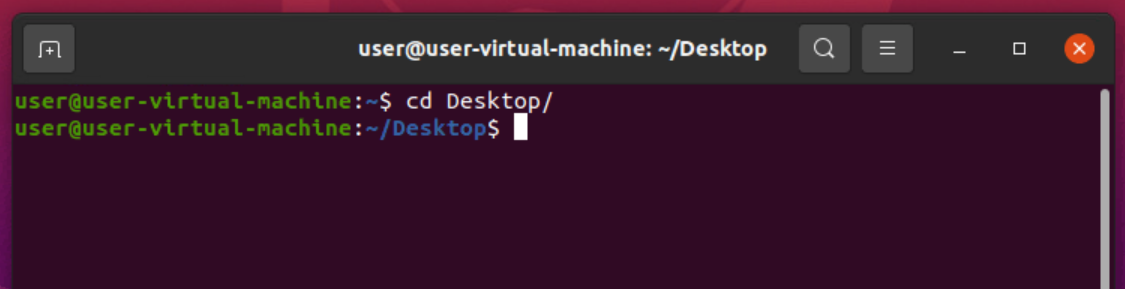 user@user-virtual-machine: ~/Desktop
user@user-virtual-machine:~$ cd Desktop/
user@user-virtual-machine:~/Desktop$